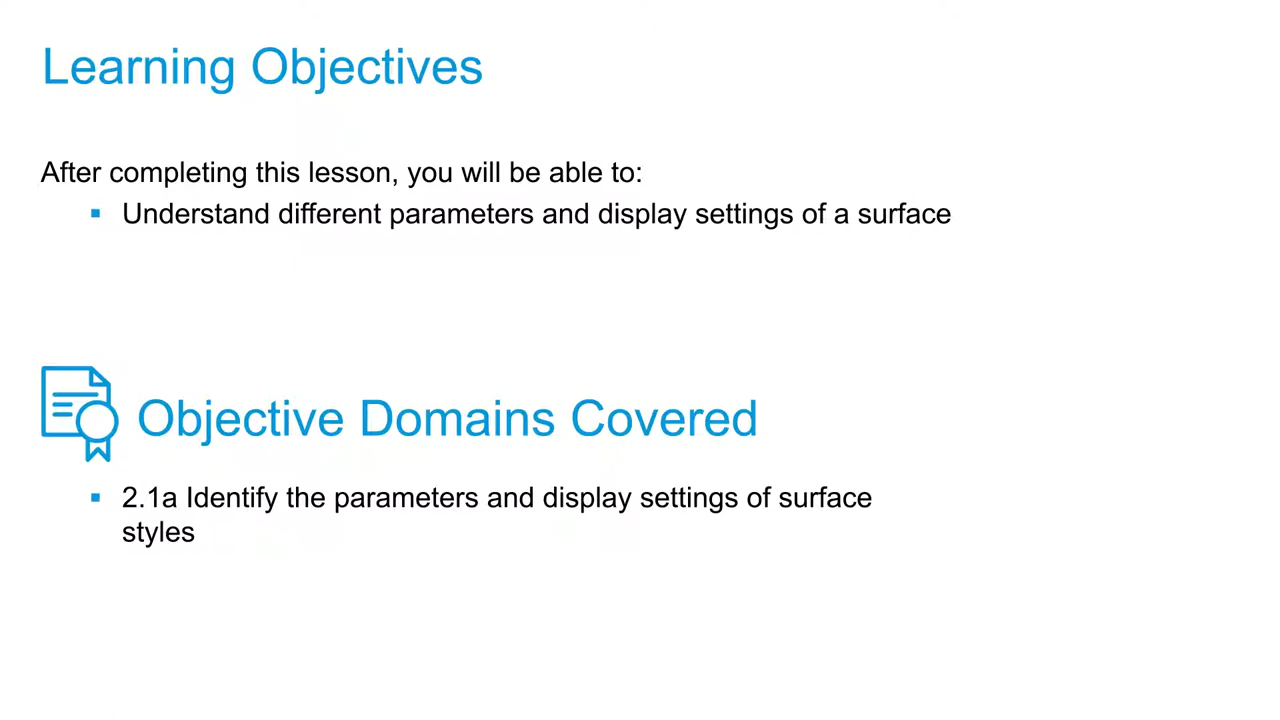 Learning Objectives
After completing this lesson, you will be able to:
▪ Understand different parameters and display settings of a surface
Objective Domains Covered
▪ 2.1a Identify the parameters and display settings of surface
styles